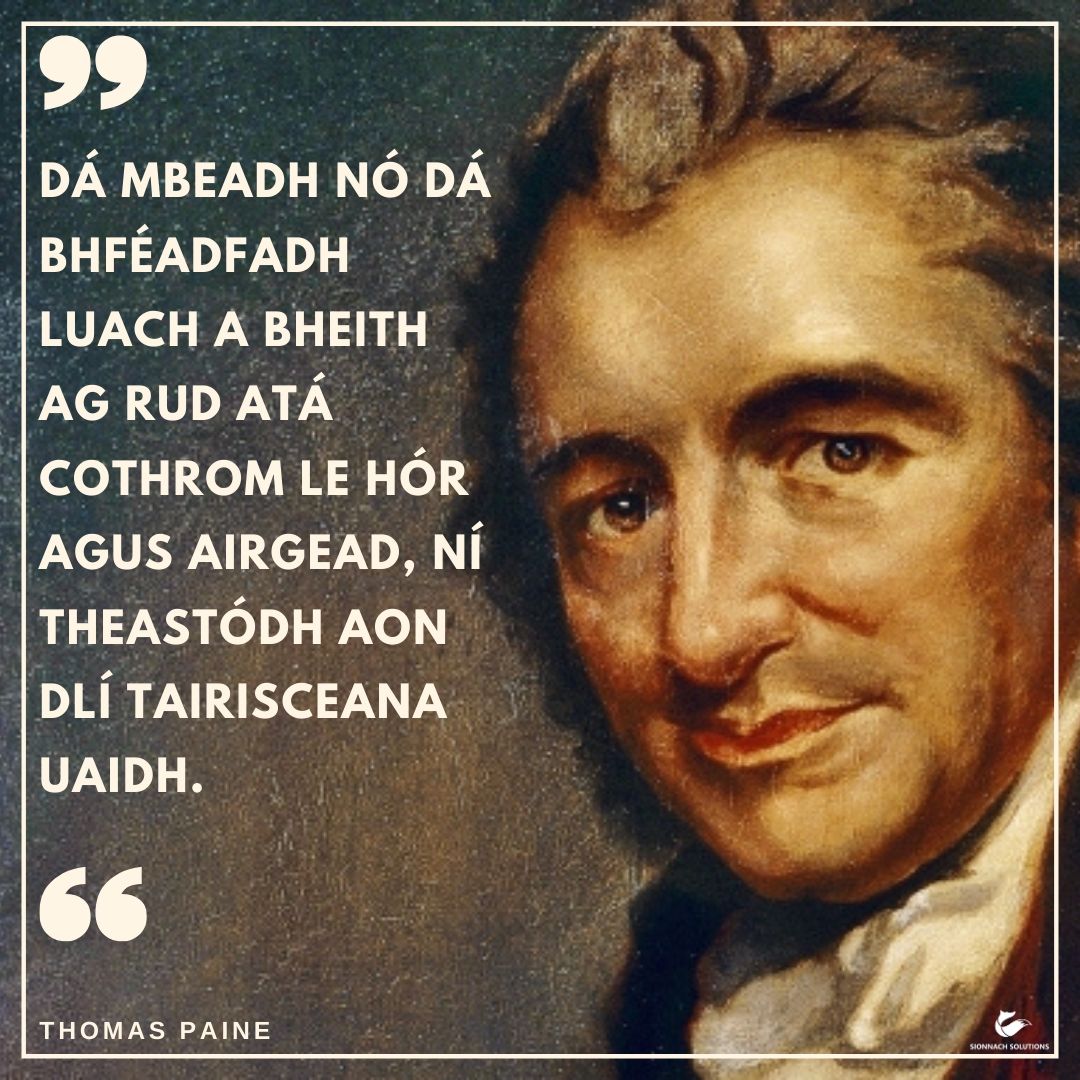 ”
DÁ MBEADH NÓ DÁ
BHFÉADFADH
LUACH A BHEITH
AG RUD ATÁ
COTHROM LE HÓR
AGUS AIRGEAD, NÍ
THEASTÓDH AON
DLÍ TAIRISCEANA
UAIDH.
“
THOMAS PAINE
SIONNACH SOLUTIONS